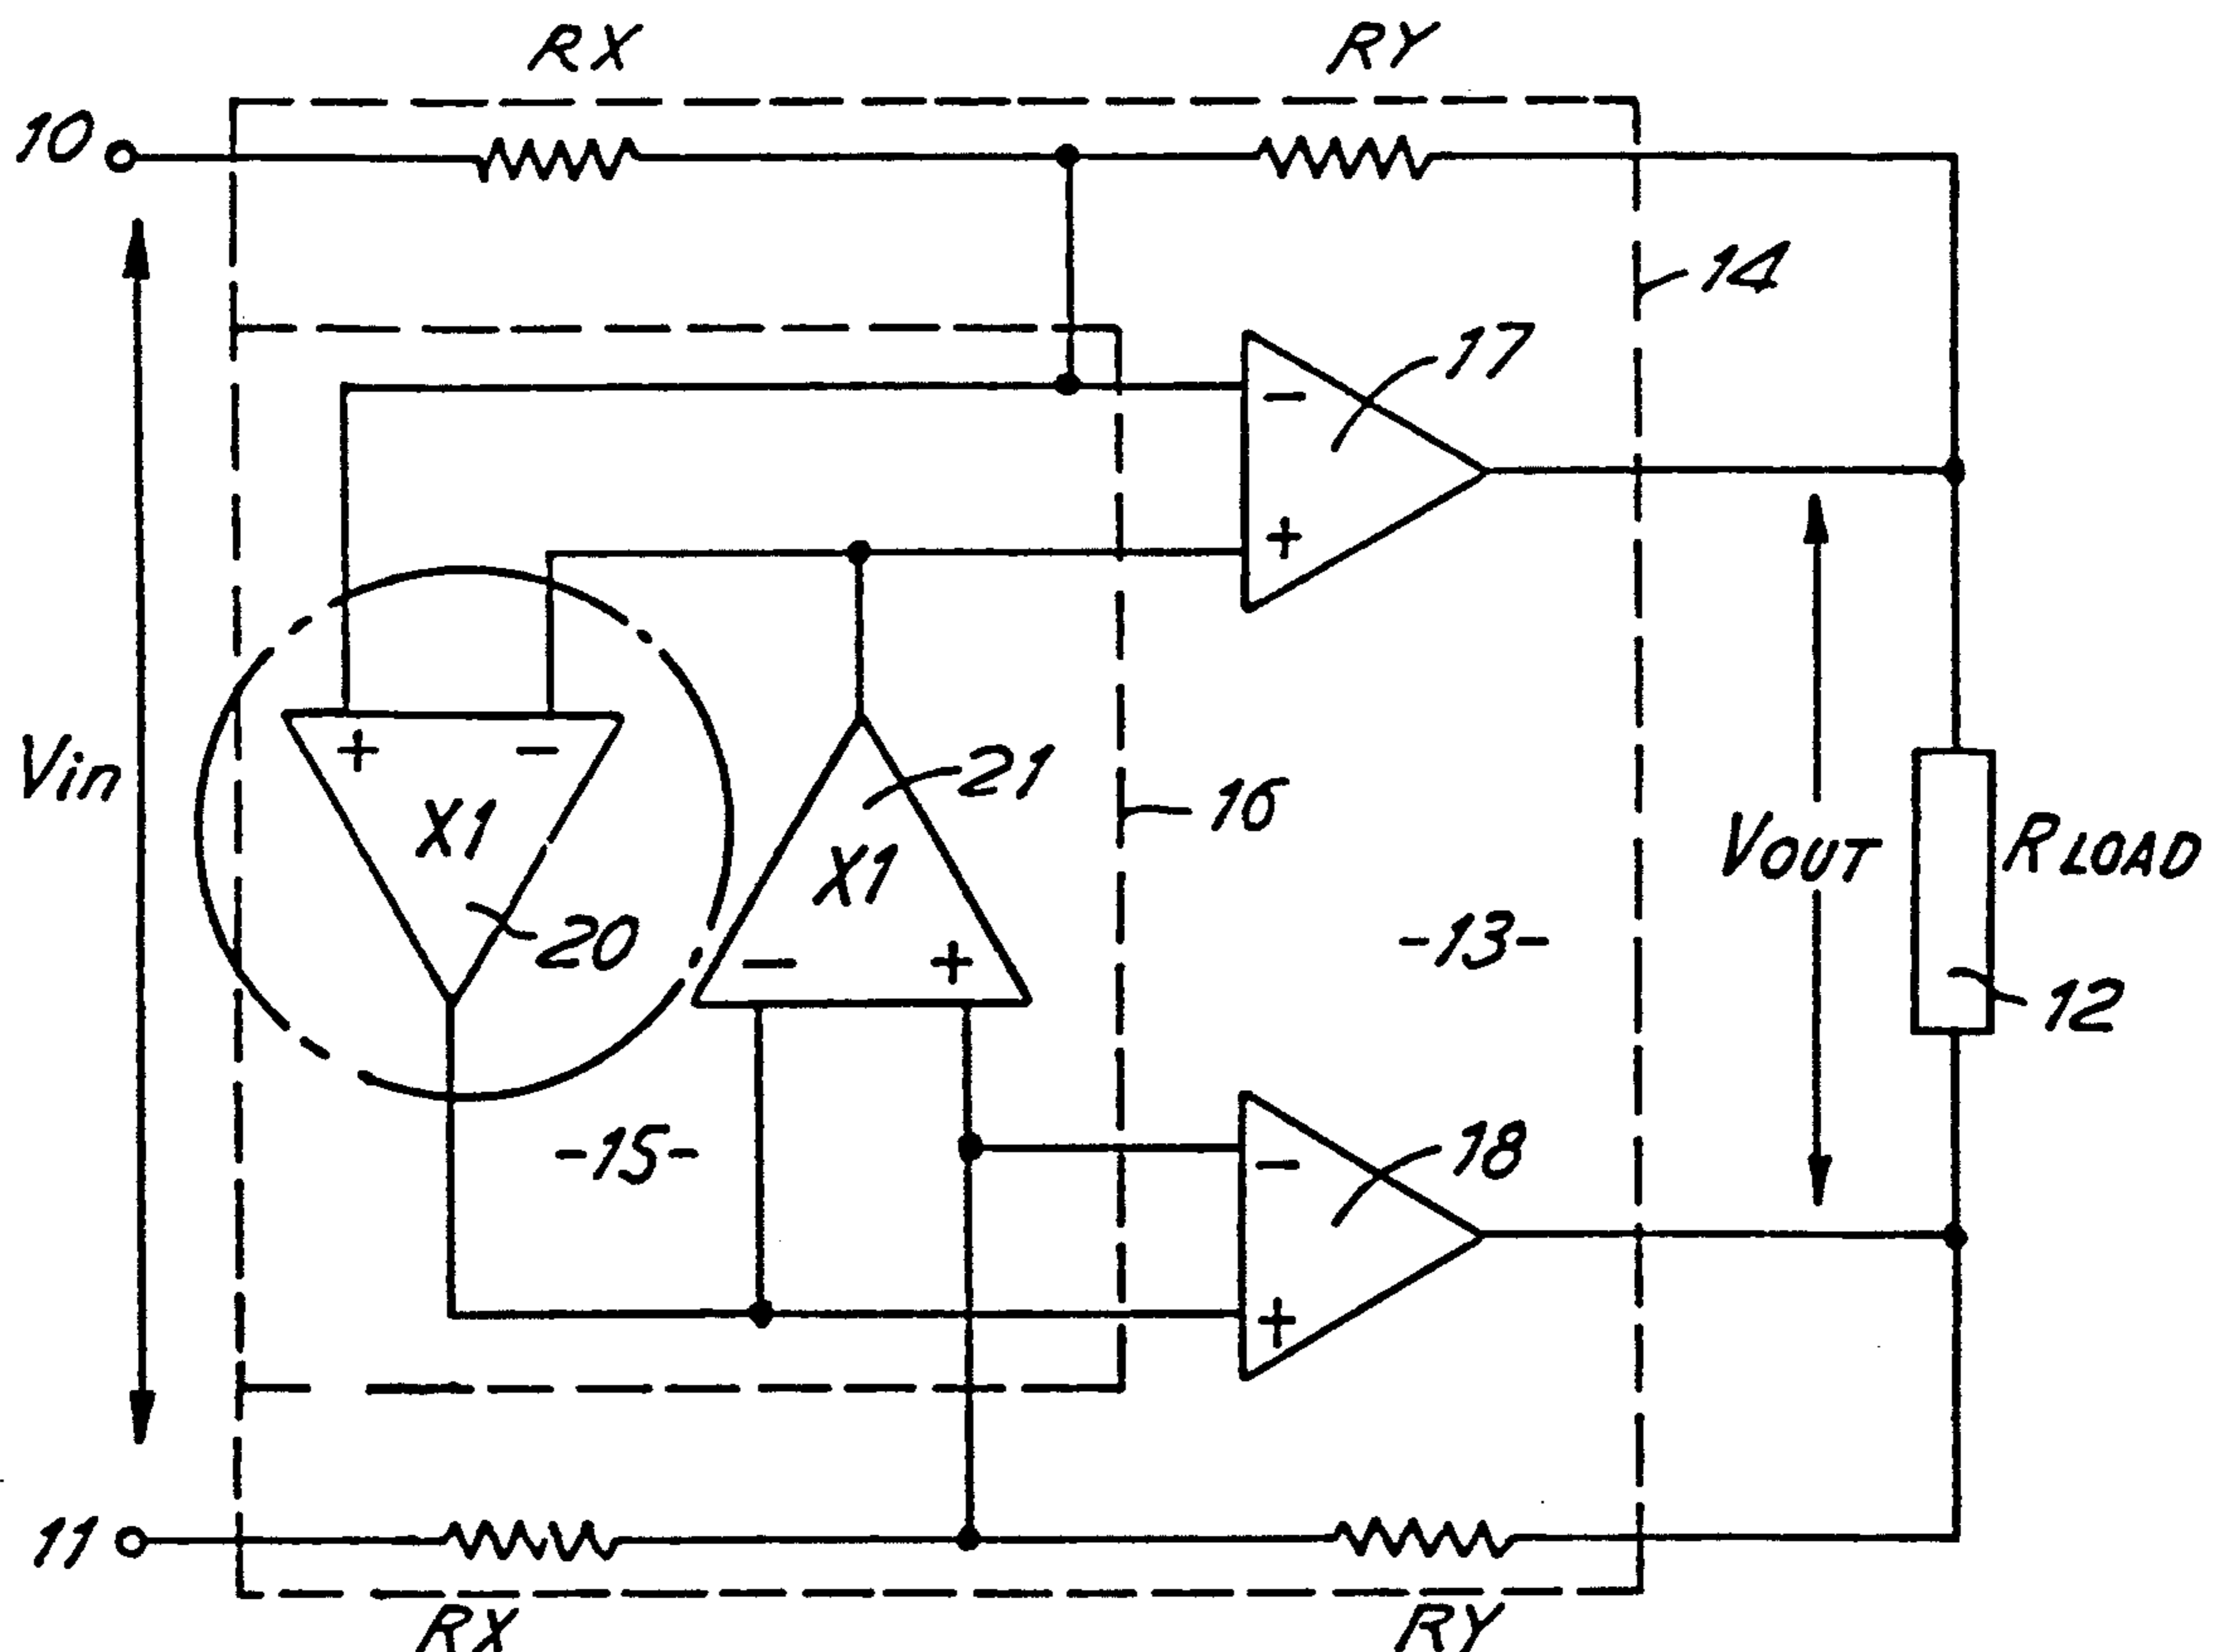 RX RY
10
14
17
- +
+ -
X1
20
21
X1
- +
16
Vin
-13-
VOUT
RLOAD
12
-15-
18
- +
11
RX RY